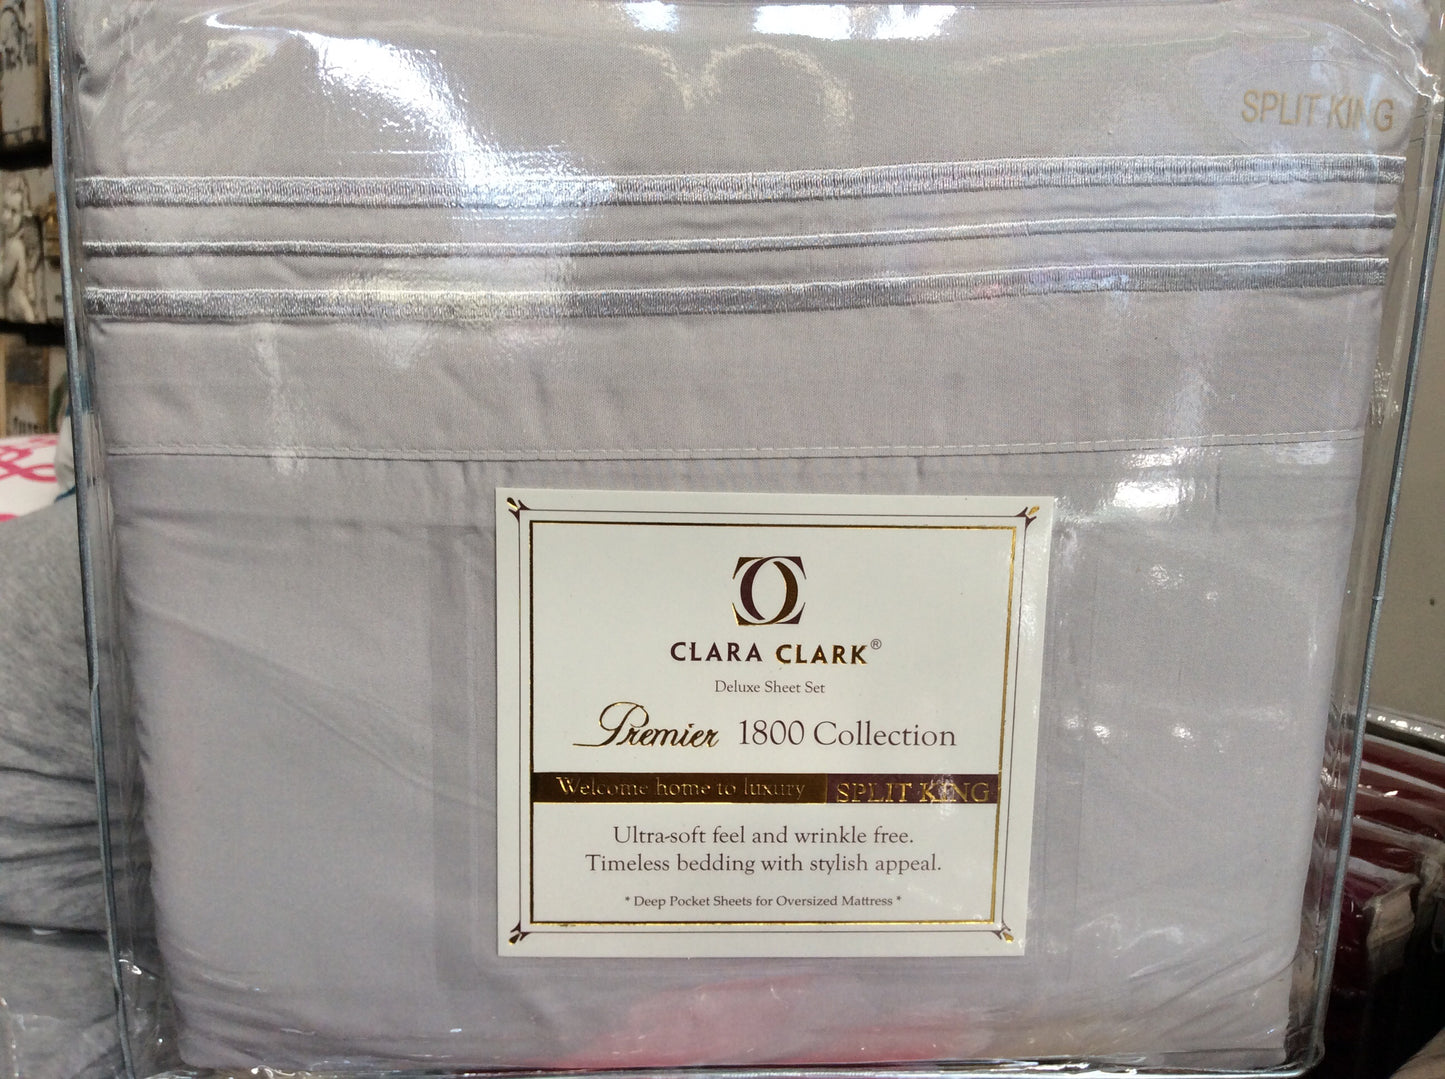 SPLIT KING
CLARA CLARK®
Deluxe Sheet Set
Premier 1800 Collection
Welcome home to luxury SPLIT KING
Ultra-soft feel and wrinkle free.
Timeless bedding with stylish appeal.
* Deep Pocket Sheets for Oversized Mattress *